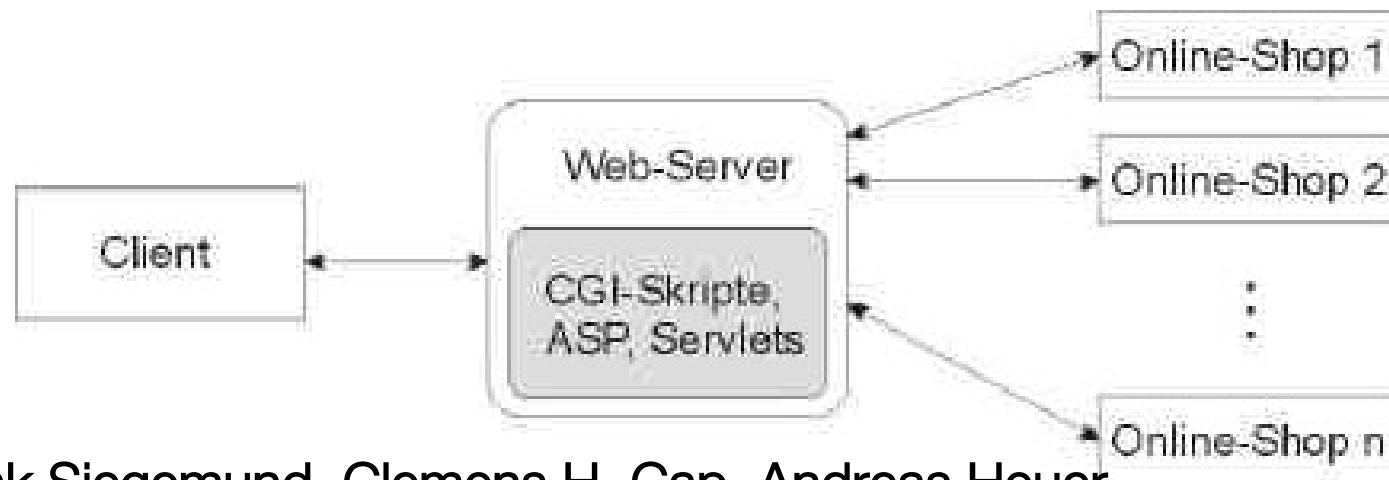 Online-Shop 1
Web-Server
Online-Shop 2
Client
CGI-Skripte,
ASP, Servlets
Online-Shop n
Siegemund, Clemens H. Cap, Andreas Heuer